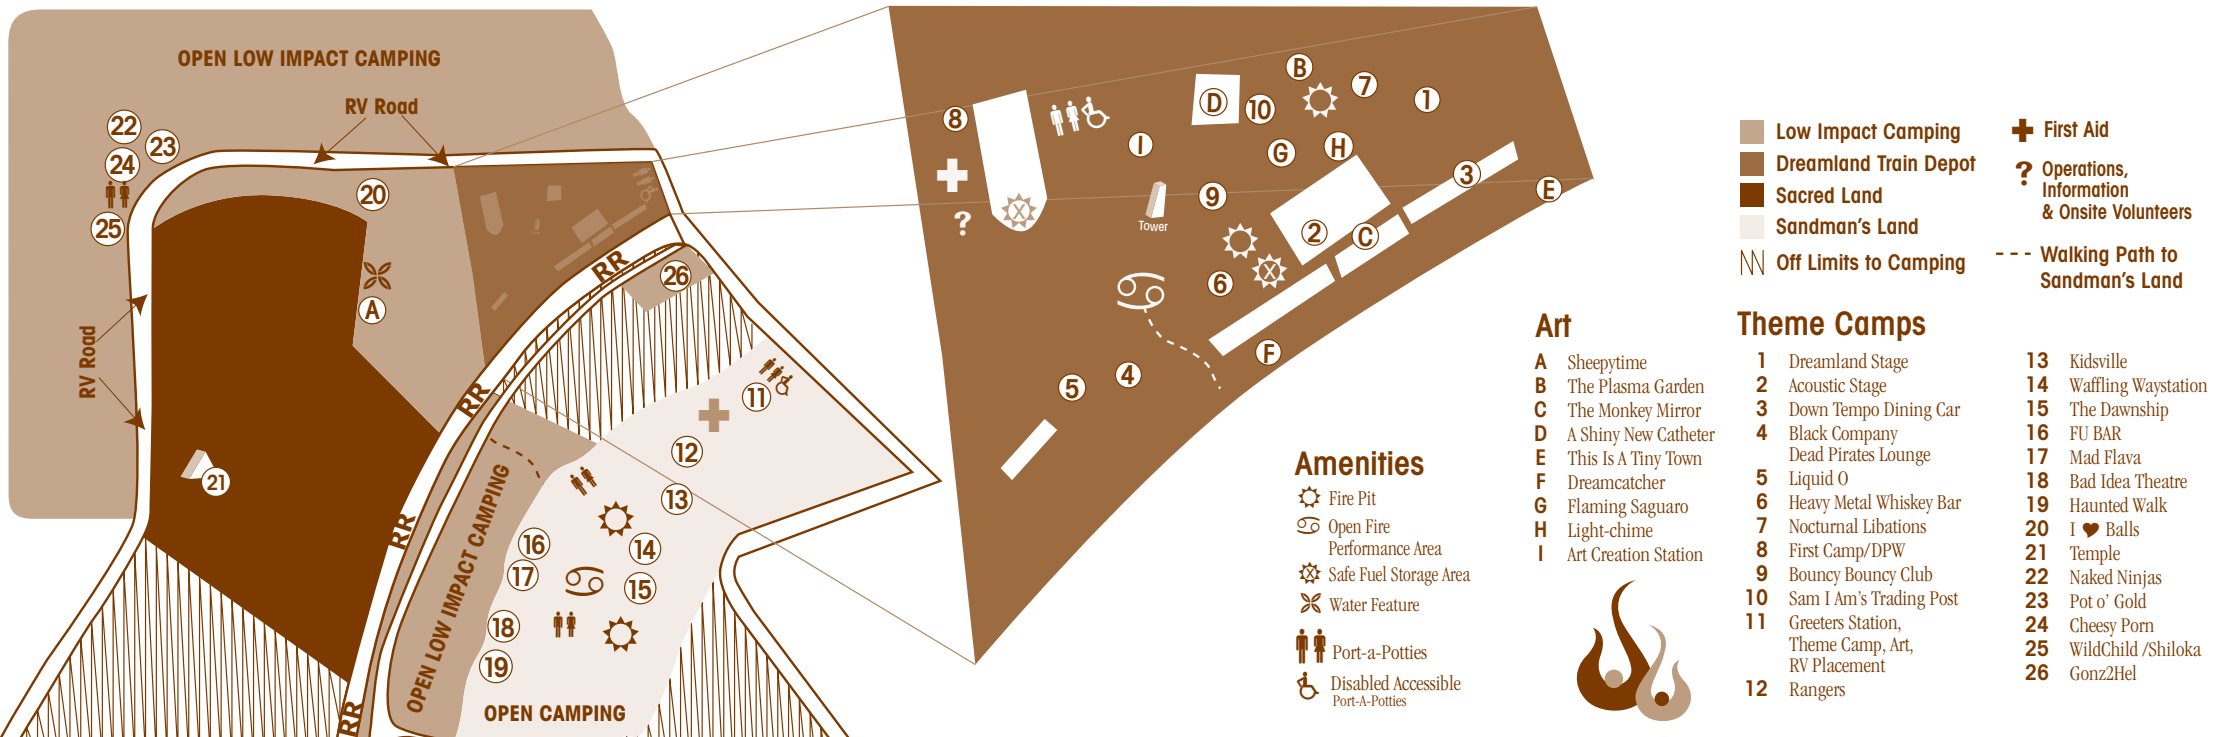 OPEN LOW IMPACT CAMPING
RV Road
22
23
24
25
20
A
RV Road
21
RR
RR
RR
RR
26
11
12
13
14
15
16
17
18
19
OPEN LOW IMPACT CAMPING
OPEN CAMPING
8
X
?
I
D
10
B
7
1
G
H
3
E
9
Tower
2
C
X
6
F
4
5
Low Impact Camping
Dreamland Train Depot
Sacred Land
Sandman's Land
Off Limits to Camping
First Aid
? Operations,
Information
& Onsite Volunteers
Walking Path to
Sandman's Land
Amenities
Fire Pit
Open Fire
Performance Area
X Safe Fuel Storage Area
Water Feature
Port-a-Potties
Disabled Accessible
Port-A-Potties
Art
A Sheepytime
B The Plasma Garden
C The Monkey Mirror
D A Shiny New Catheter
E This Is A Tiny Town
F Dreamcatcher
G Flaming Saguaro
H Light-chime
I Art Creation Station
Theme Camps
1 Dreamland Stage
2 Acoustic Stage
3 Down Tempo Dining Car
4 Black Company
Dead Pirates Lounge
5 Liquid O
6 Heavy Metal Whiskey Bar
7 Nocturnal Libations
8 First Camp/DPW
9 Bouncy Bouncy Club
10 Sam I Am's Trading Post
11 Greeters Station,
Theme Camp, Art,
RV Placement
12 Rangers
13 Kidsville
14 Waffling Waystation
15 The Dawnship
16 FU BAR
17 Mad Flava
18 Bad Idea Theatre
19 Haunted Walk
20 I ♥ Balls
21 Temple
22 Naked Ninjas
23 Pot o' Gold
24 Cheesy Porn
25 WildChild /Shiloka
26 Gonz2Hel